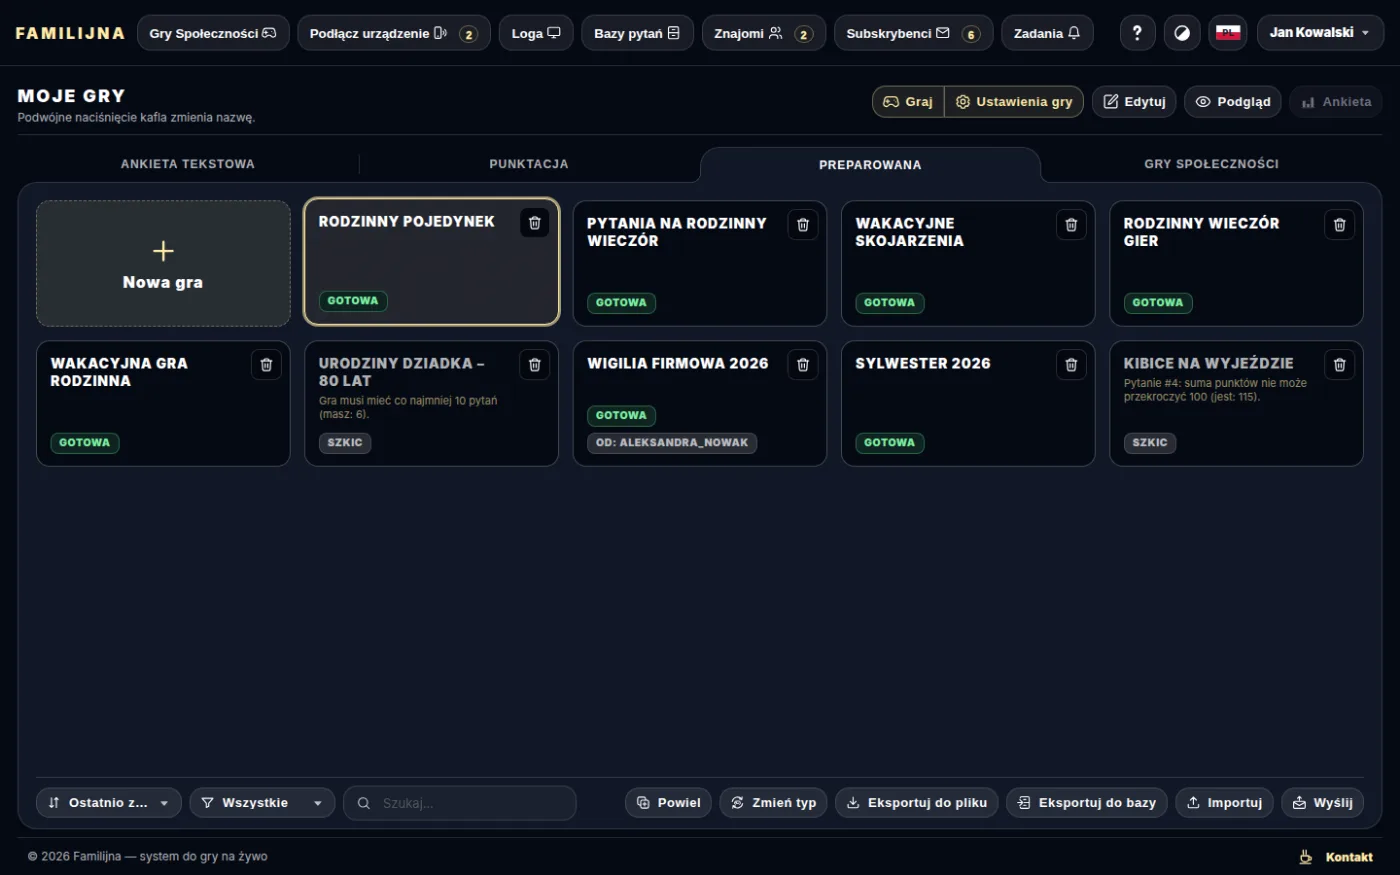 FAMILIJNA
Gry Społeczności
Podłącz urządzenie 2
Loga
Bazy pytań
Znajomi 2
Subskrybenci 6
Zadania
?
PL
Jan Kowalski
MOJE GRY
Podwójne naciśnięcie kafla zmienia nazwę.
Graj
Ustawienia gry
Edytuj
Podgląd
Ankieta
ANKIETA TEKSTOWA
PUNKTACJA
PREPAROWANA
GRY SPOŁECZNOŚCI
Nowa gra
RODZINNY POJEDYNEK
GOTOWA
PYTANIA NA RODZINNY
WIECZÓR
GOTOWA
WAKACYJNE
SKOJARZENIA
GOTOWA
RODZINNY WIECZÓR
GIER
GOTOWA
WAKACYJNA GRA
RODZINNA
GOTOWA
URODZINY DZIADKA –
80 LAT
Gra musi mieć co najmniej 10 pytań
(masz: 6).
SZKIC
WIGILIA FIRMOWA 2026
GOTOWA
OD: ALEKSANDRA_NOWAK
SYLWESTER 2026
GOTOWA
KIBICE NA WYJEŹDZIE
Pytanie #4: suma punktów nie może
przekroczyć 100 (jest: 115).
SZKIC
Ostatnio z...
Wszystkie
Szukaj...
Powiel
Zmień typ
Eksportuj do pliku
Eksportuj do bazy
Importuj
Wyślij
© 2026 Familijna — system do gry na żywo
Kontakt